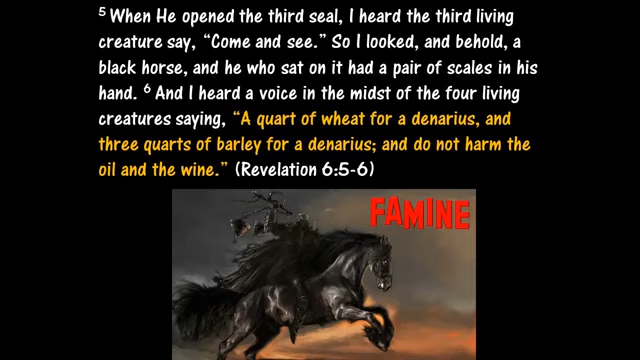 5 When He opened the third seal, I heard the third living
creature say, “Come and see.” So I looked, and behold, a
black horse, and he who sat on it had a pair of scales in his
hand. 6 And I heard a voice in the midst of the four living
creatures saying, “A quart of wheat for a denarius, and
three quarts of barley for a denarius; and do not harm the
oil and the wine.” (Revelation 6:5-6)
FAMINE